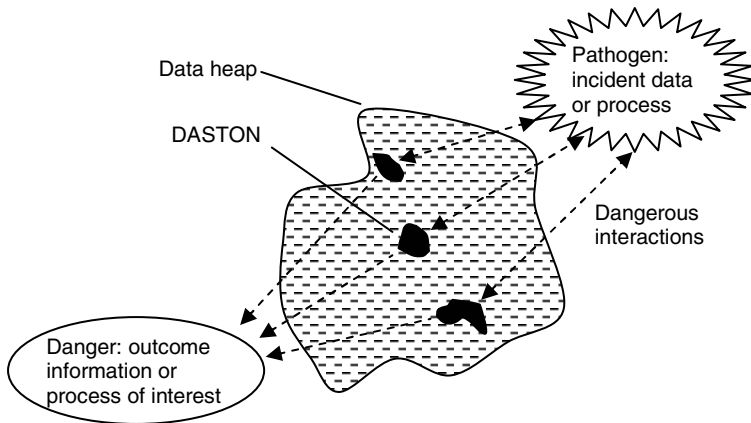 Pathogen:
incident data
or process
Data heap
DASTON
Dangerous
interactions
Danger: outcome
information or
process of interest